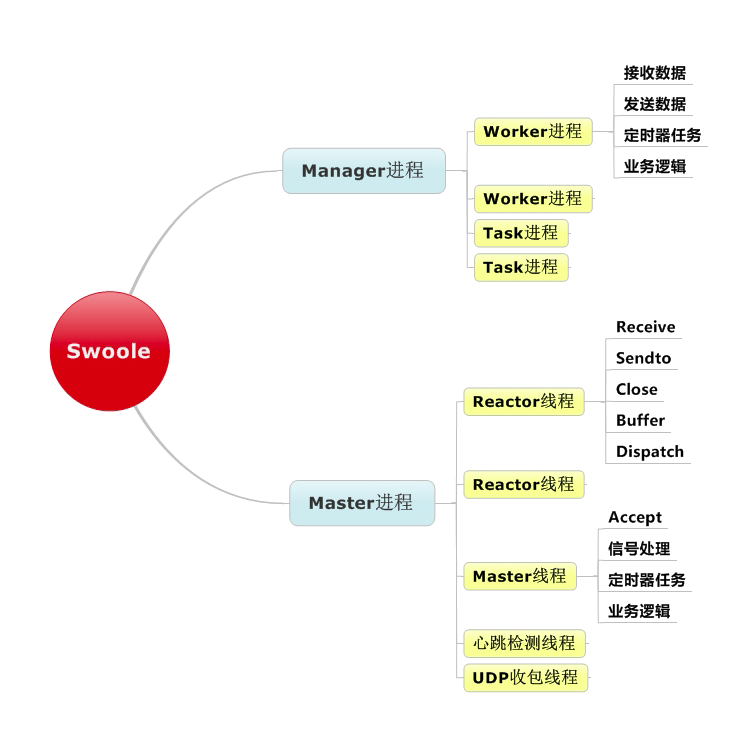 Swoole
Manager进程
Worker进程
接收数据
发送数据
定时器任务
业务逻辑
Worker进程
Task进程
Task进程
Master进程
Reactor线程
Receive
Sendto
Close
Buffer
Dispatch
Reactor线程
Master线程
Accept
信号处理
定时器任务
业务逻辑
心跳检测线程
UDP收包线程